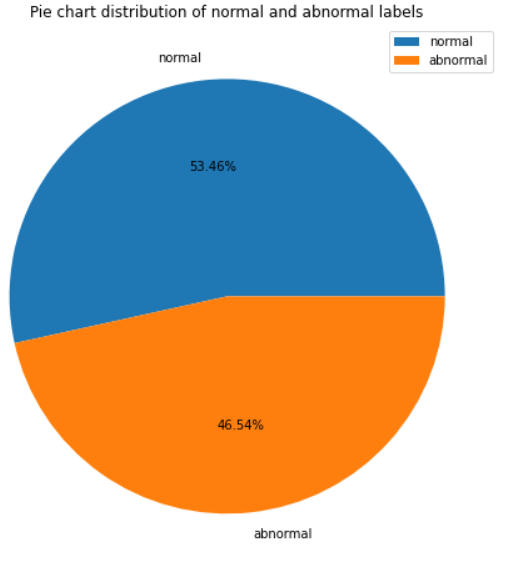 Pie chart distribution of normal and abnormal labels
normal
abnormal
normal
53.46%
46.54%
abnormal